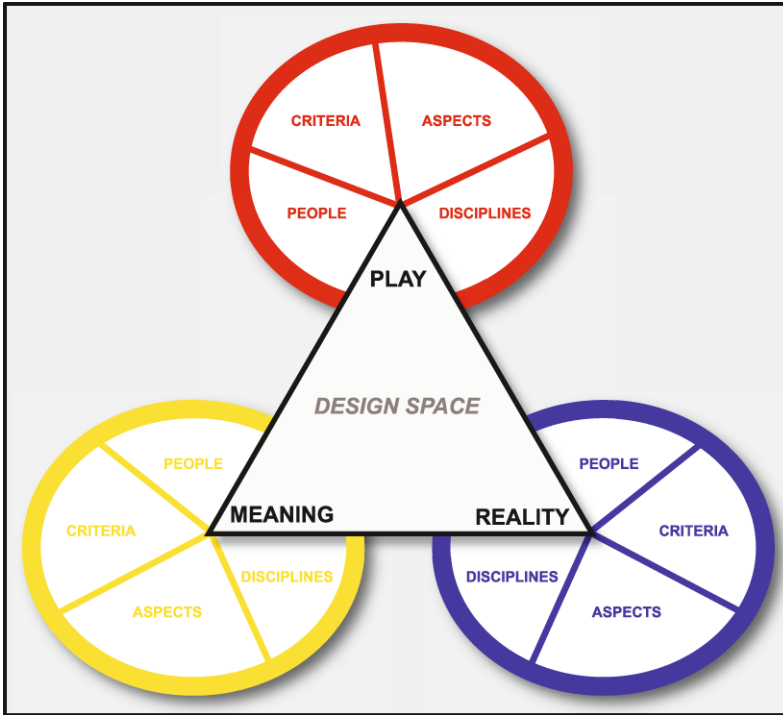 CRITERIA
ASPECTS
PEOPLE
DISCIPLINES
PLAY
DESIGN SPACE
PEOPLE
CRITERIA
MEANING
DISCIPLINES
ASPECTS
PEOPLE
REALITY
CRITERIA
DISCIPLINES
ASPECTS